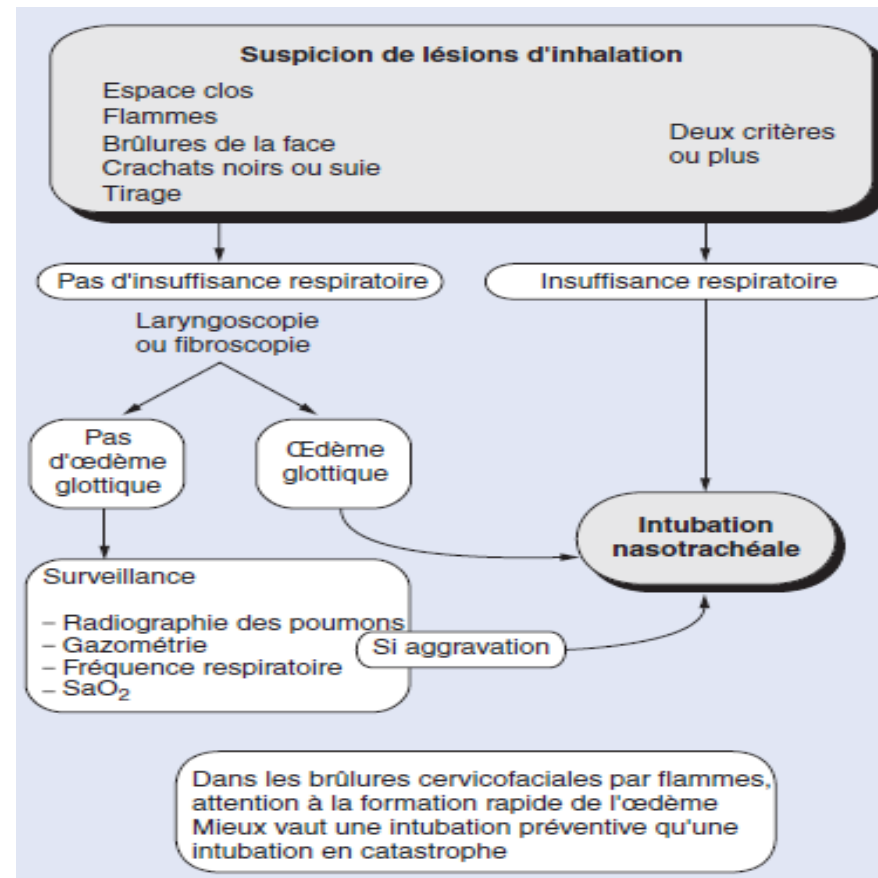 Suspicion de lésions d'inhalation
Espace clos
Flammes
Brûlures de la face
Crachats noirs ou suie
Tirage
Deux critères
ou plus
Pas d'insuffisance respiratoire
Insuffisance respiratoire
Laryngoscopie
ou fibroscopie
Pas
d'œdème
glottique
Œdème
glottique
Intubation
nasotrachéale
Surveillance
– Radiographie des poumons
– Gazométrie
– Fréquence respiratoire
– SaO₂
Si aggravation
Dans les brûlures cervicofaciales par flammes,
attention à la formation rapide de l'œdème
Mieux vaut une intubation préventive qu'une
intubation en catastrophe